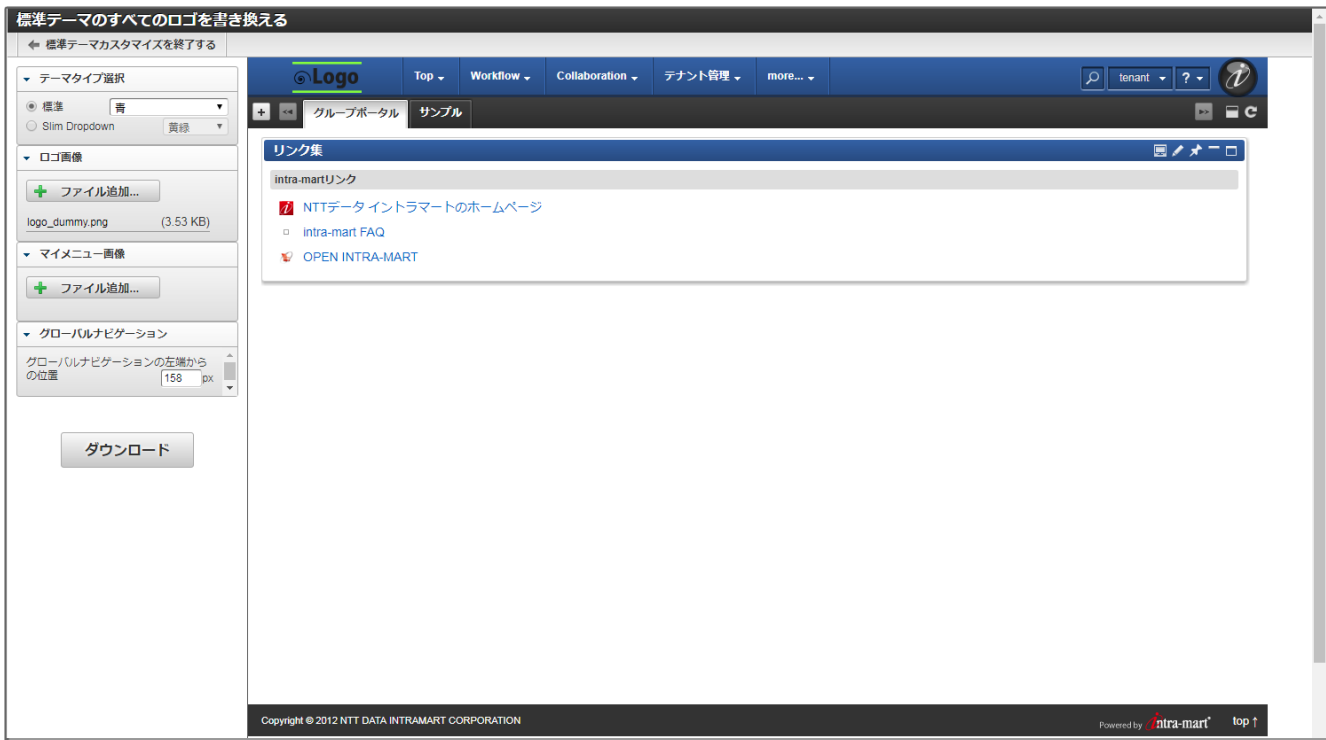 標準テーマのすべてのロゴを書き換える
標準テーマカスタマイズを終了する
テーマタイプ選択
標準 青
Slim Dropdown 黄緑
ロゴ画像
ファイル追加...
logo_dummy.png (3.53 KB)
マイメニュー画像
ファイル追加...
グローバルナビゲーション
グローバルナビゲーションの左端から
の位置 158 px
ダウンロード
Logo Top Workflow Collaboration テナント管理 more... tenant ? i
+ << グループポータル サンプル >>
リンク集
intra-martリンク
NTTデータ イントラマートのホームページ
intra-mart FAQ
OPEN INTRA-MART
Copyright © 2012 NTT DATA INTRAMART CORPORATION
Powered by intra-mart top ↑